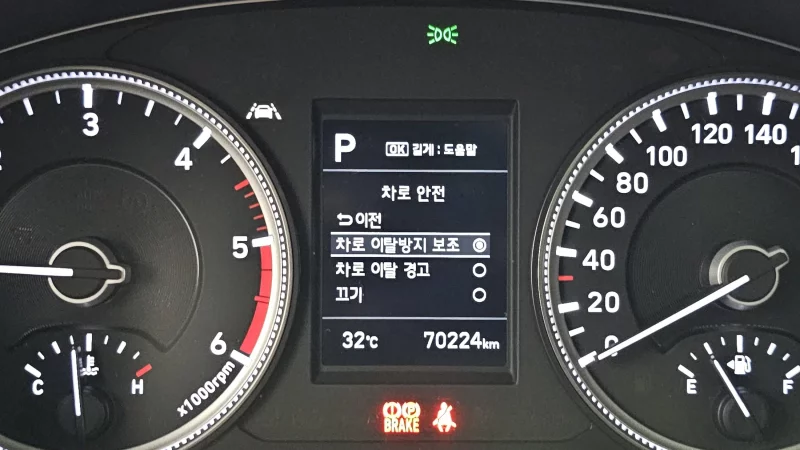 P
OK 길게 : 도움말
차로 안전
이전
차로 이탈방지 보조
차로 이탈 경고
끄기
32℃ 70224km
3
4
5
6
x1000rpm
C H
0
20
40
60
80
100
120
140
E F
(P)
BRAKE